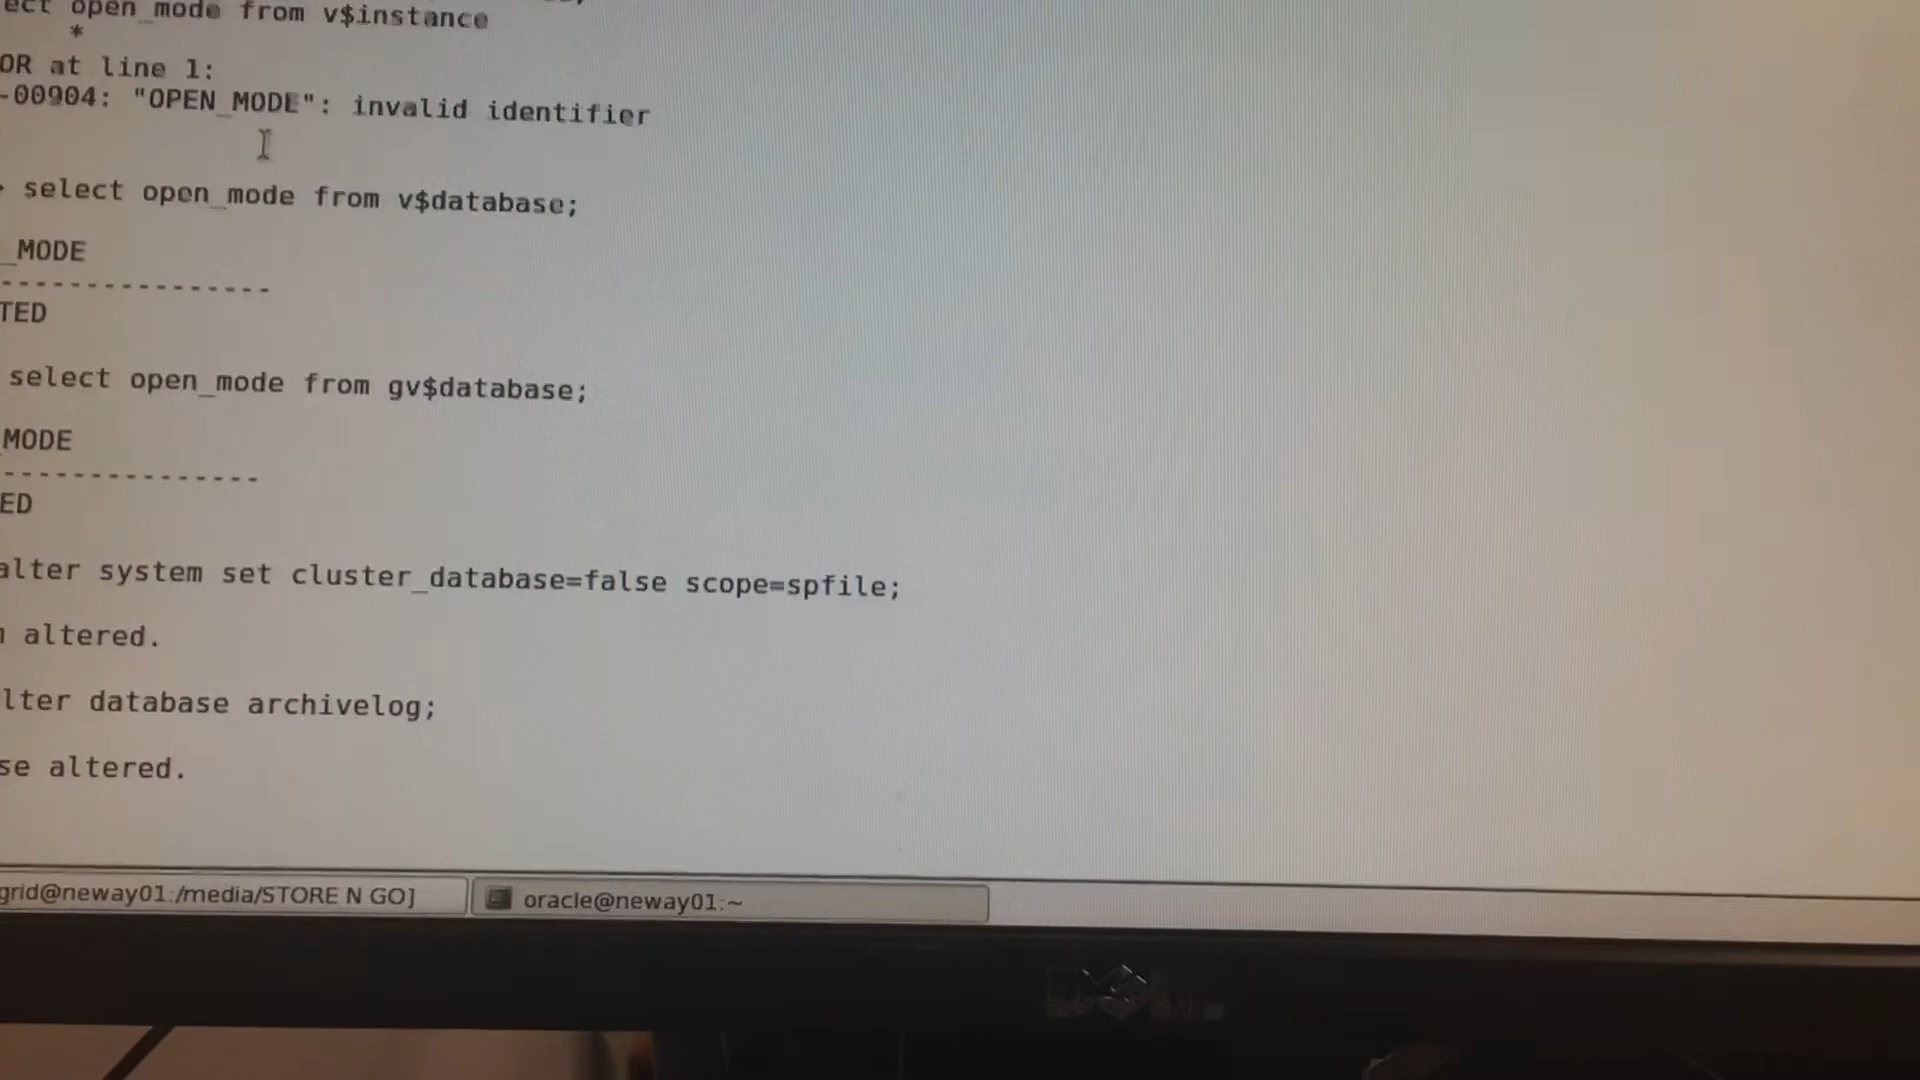 ect open_mode from v$instance
*
OR at line 1:
-00904: "OPEN_MODE": invalid identifier
> select open_mode from v$database;
_MODE
----------------
TED
select open_mode from gv$database;
MODE
---------------
ED
alter system set cluster_database=false scope=spfile;
altered.
lter database archivelog;
se altered.
grid@neway01:/media/STORE N GO]
oracle@neway01:~
DELL